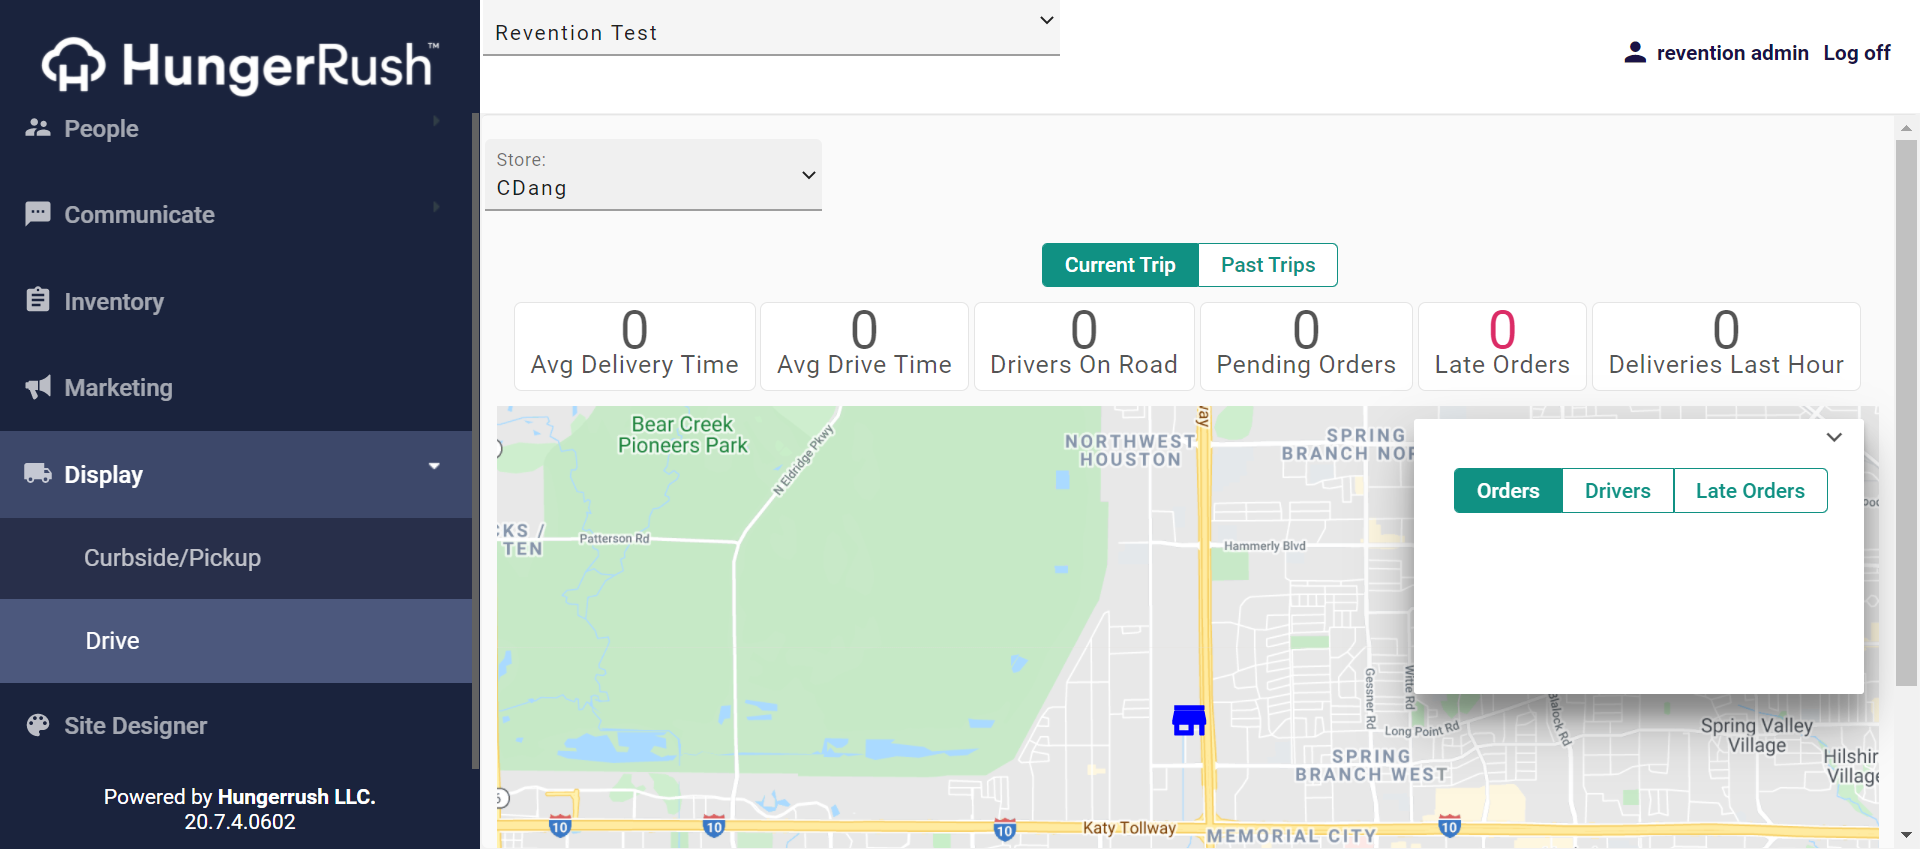 HungerRush™
Revention Test
revention admin Log off
People
Communicate
Inventory
Marketing
Display
Curbside/Pickup
Drive
Site Designer
Powered by Hungerrush LLC.
20.7.4.0602
Store:
CDang
Current Trip
Past Trips
0
Avg Delivery Time
0
Avg Drive Time
0
Drivers On Road
0
Pending Orders
0
Late Orders
0
Deliveries Last Hour
Orders
Drivers
Late Orders
Bear Creek
Pioneers Park
N Eldridge Pkwy
NORTHWEST
HOUSTON
SPRING
BRANCH NOR
Patterson Rd
Hammerly Blvd
Gessner Rd
Witte Rd
Blalock Rd
Long Point Rd
SPRING
BRANCH WEST
Spring Valley
Village
Hilshir
Village
10
10
10
10
Katy Tollway
MEMORIAL CITY